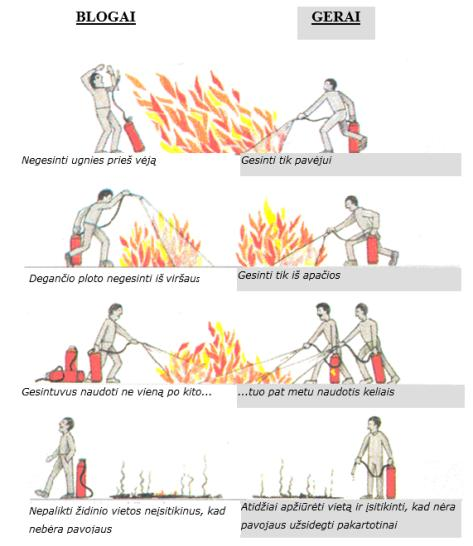 BLOGAI
GERAI
Negesinti ugnies prieš vėją
Gesinti tik pavėjui
Degančio ploto negesinti iš viršaus
Gesinti tik iš apačios
Gesintuvus naudoti ne vieną po kito...
...tuo pat metu naudotis keliais
Nepalikti židinio vietos neįsitikinus, kad
nebėra pavojaus
Atidžiai apžiūrėti vietą ir įsitikinti, kad nėra
pavojaus užsidegti pakartotinai